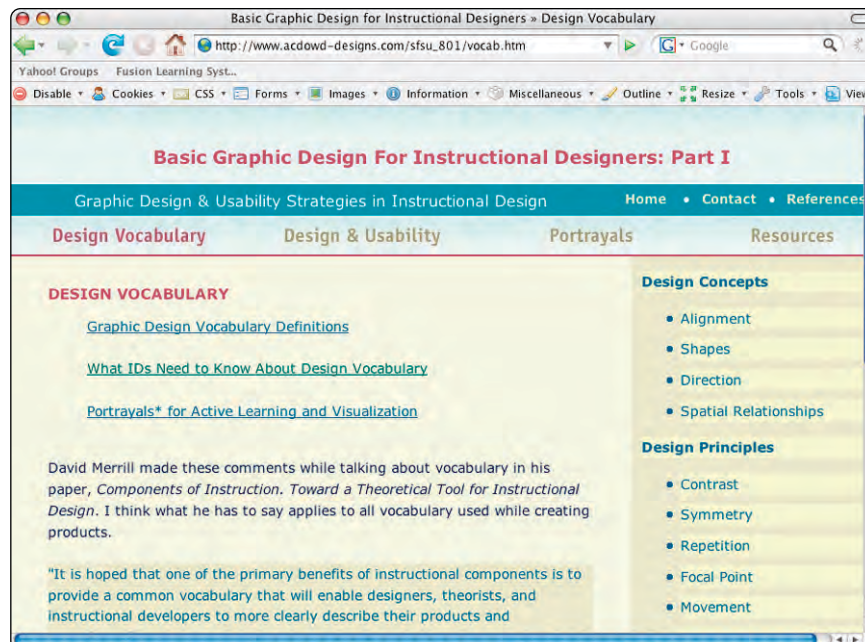 Basic Graphic Design for Instructional Designers » Design Vocabulary
http://www.acdowd-designs.com/sfsu_801/vocab.htm
G Google
Yahoo! Groups Fusion Learning Syst...
Disable Cookies CSS Forms Images Information Miscellaneous Outline Resize Tools View
Basic Graphic Design For Instructional Designers: Part I
Graphic Design & Usability Strategies in Instructional Design Home • Contact • References
Design Vocabulary Design & Usability Portrayals Resources
DESIGN VOCABULARY
Graphic Design Vocabulary Definitions
What IDs Need to Know About Design Vocabulary
Portrayals* for Active Learning and Visualization
David Merrill made these comments while talking about vocabulary in his
paper, Components of Instruction. Toward a Theoretical Tool for Instructional
Design. I think what he has to say applies to all vocabulary used while creating
products.
"It is hoped that one of the primary benefits of instructional components is to
provide a common vocabulary that will enable designers, theorists, and
instructional developers to more clearly describe their products and
Design Concepts
• Alignment
• Shapes
• Direction
• Spatial Relationships
Design Principles
• Contrast
• Symmetry
• Repetition
• Focal Point
• Movement